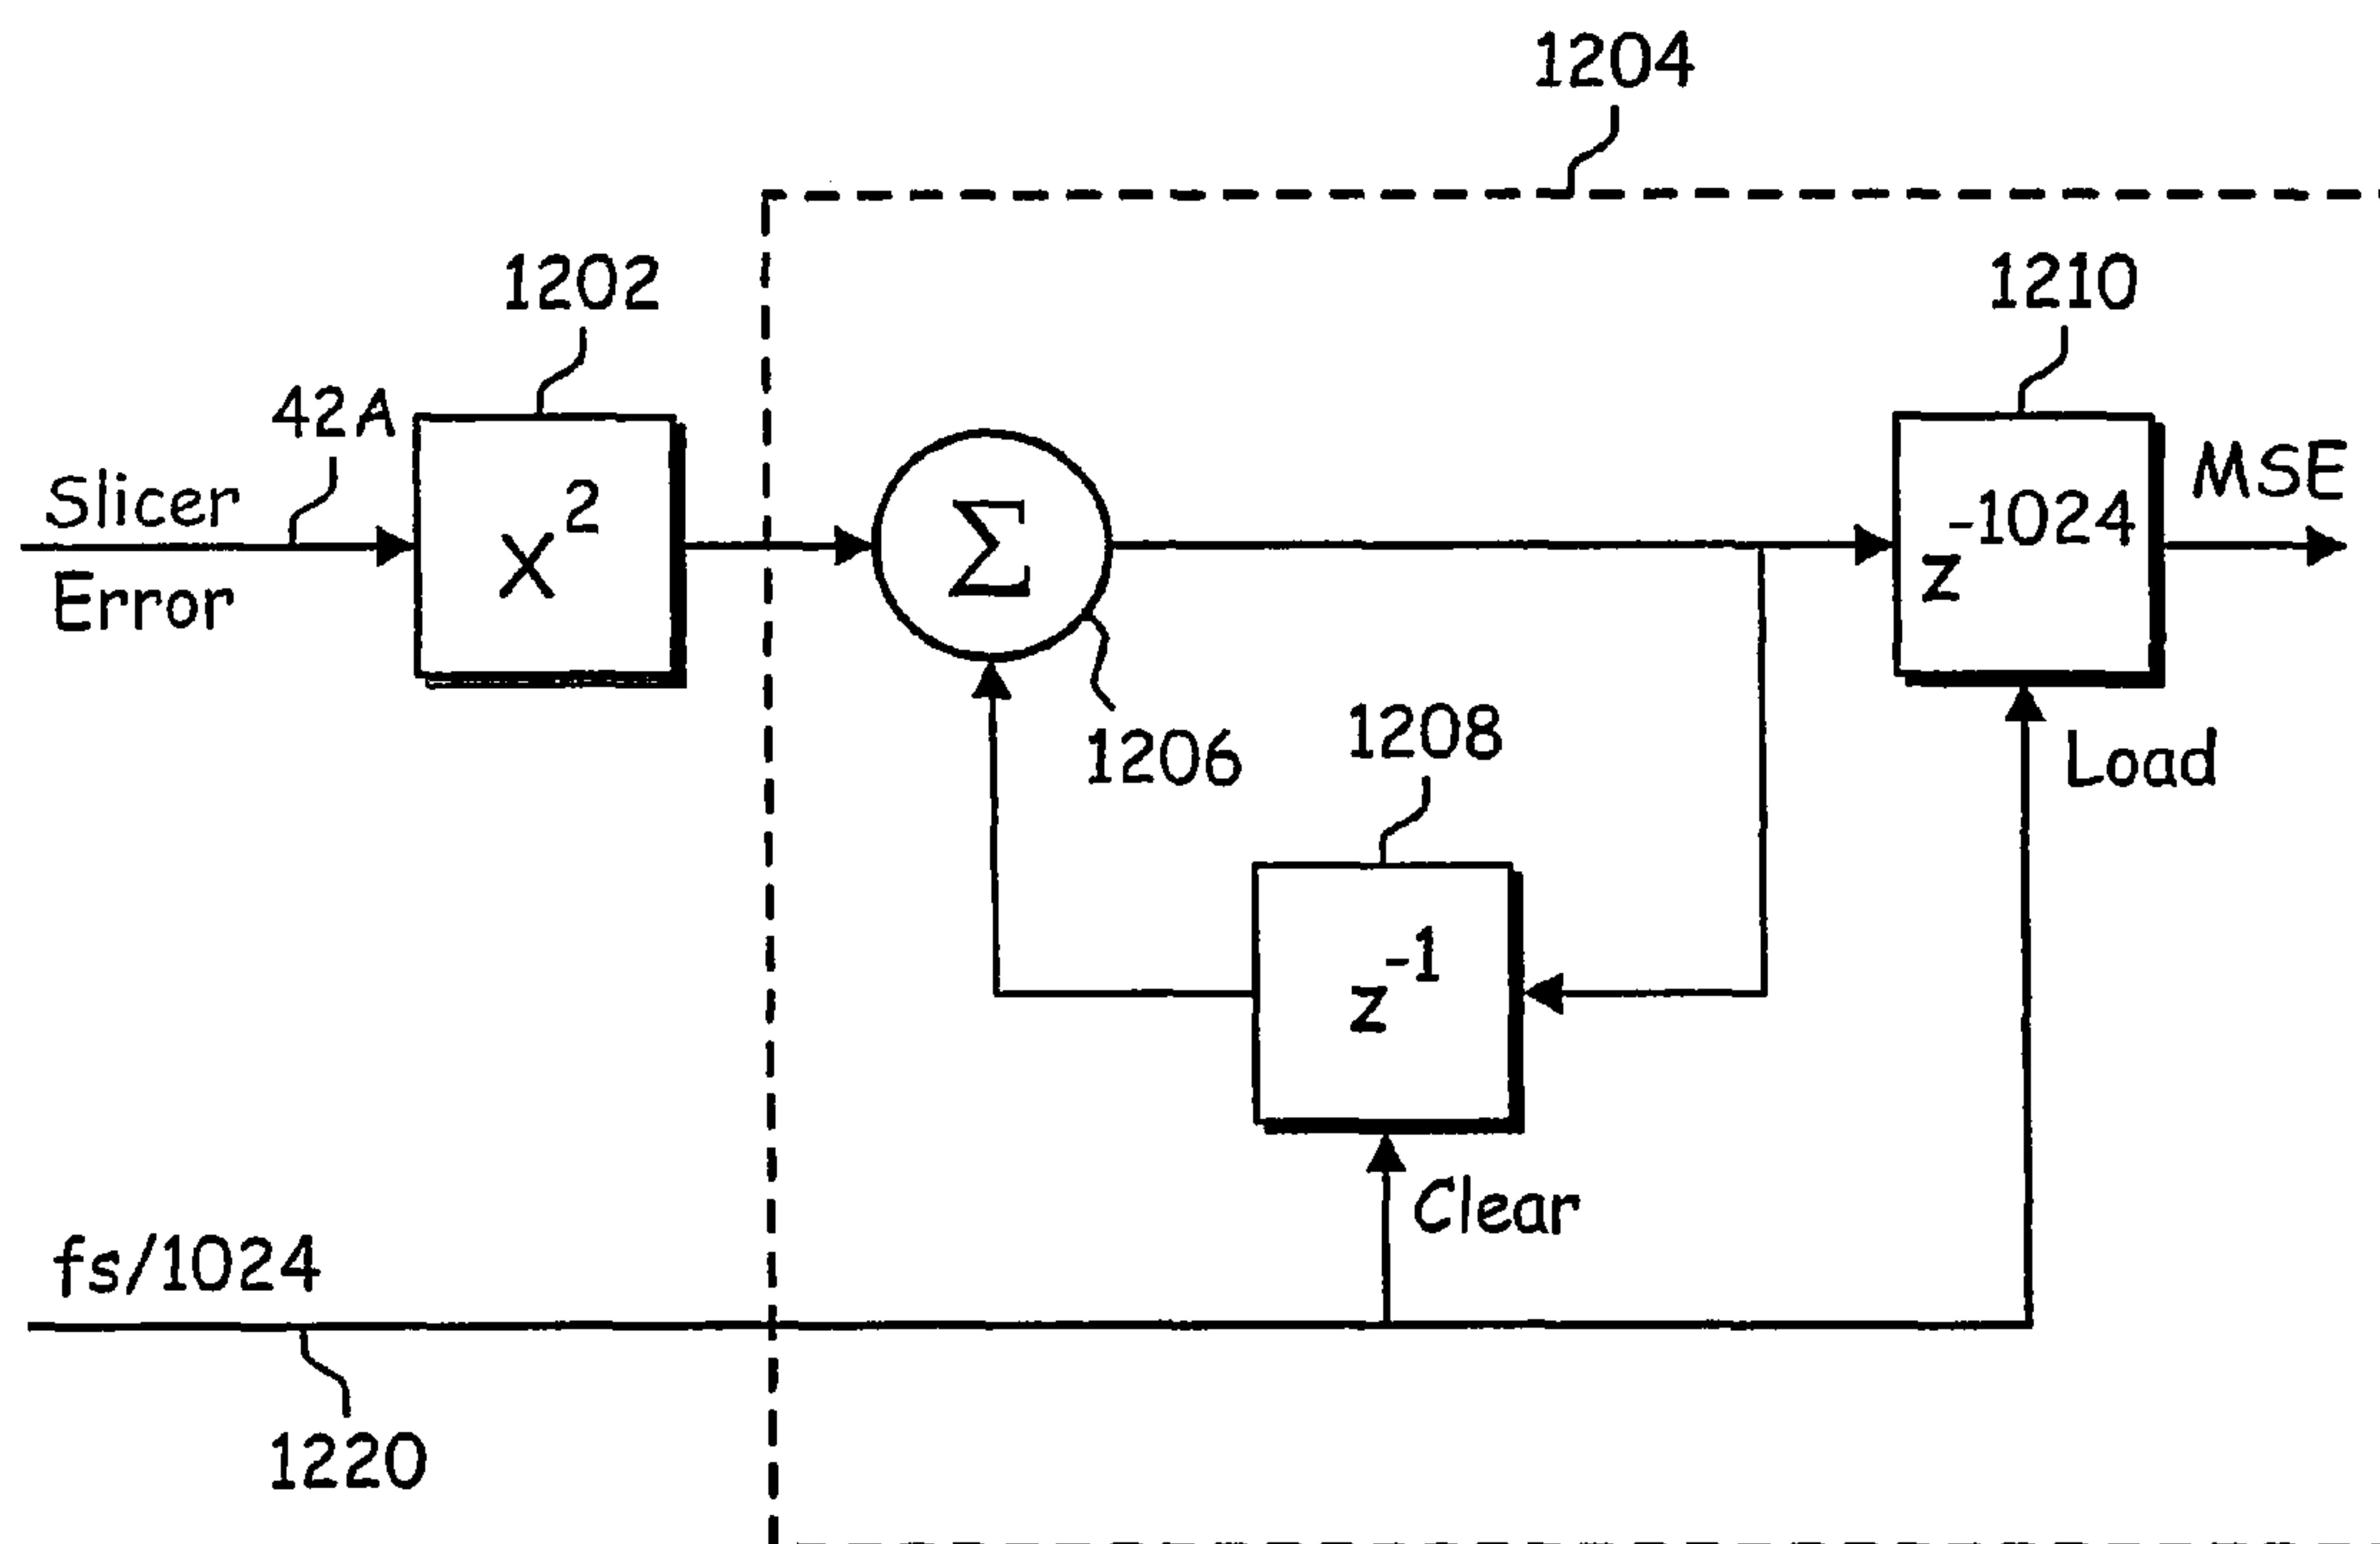 1204
1202
1210
42A
Slicer
Error
x²
Σ
z⁻¹⁰²⁴
MSE
1206
1208
Load
z⁻¹
Clear
fs/1024
1220